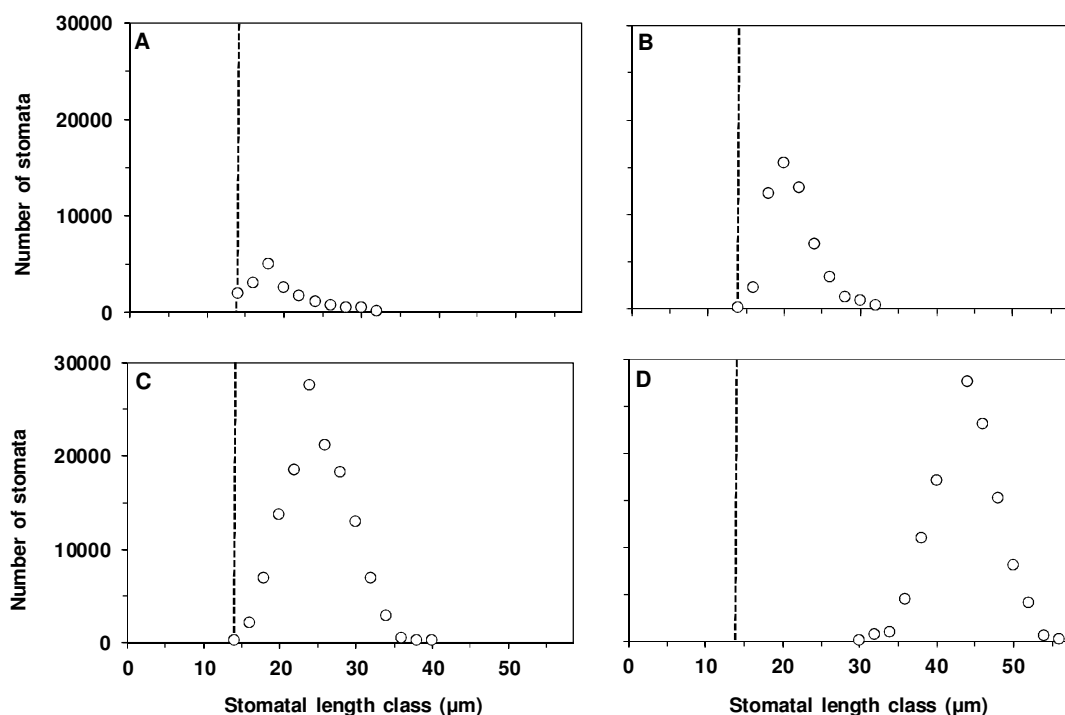 30000
20000
10000
0
Number of stomata
A
B
30000
20000
10000
0
Number of stomata
C
D
0 10 20 30 40 50
Stomatal length class (µm)
0 10 20 30 40 50
Stomatal length class (µm)